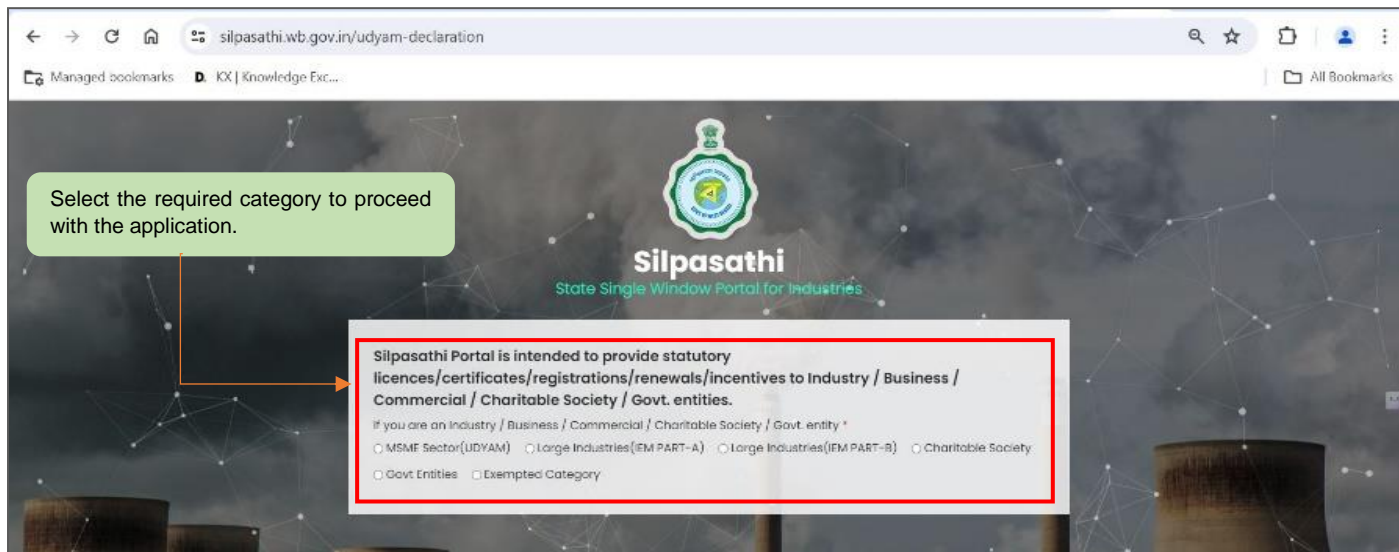 silpasathi.wb.gov.in/udyam-declaration
Managed bookmarks D. KX | Knowledge Exc... All Bookmarks
Select the required category to proceed
with the application.
Silpasathi
State Single Window Portal for Industries
Silpasathi Portal is intended to provide statutory
licences/certificates/registrations/renewals/incentives to Industry / Business /
Commercial / Charitable Society / Govt. entities.
If you are an Industry / Business / Commercial / Charitable Society / Govt. entity *
MSME Sector(UDYAM) Large Industries(IEM PART-A) Large Industries(IEM PART-B) Charitable Society
Govt Entities Exempted Category